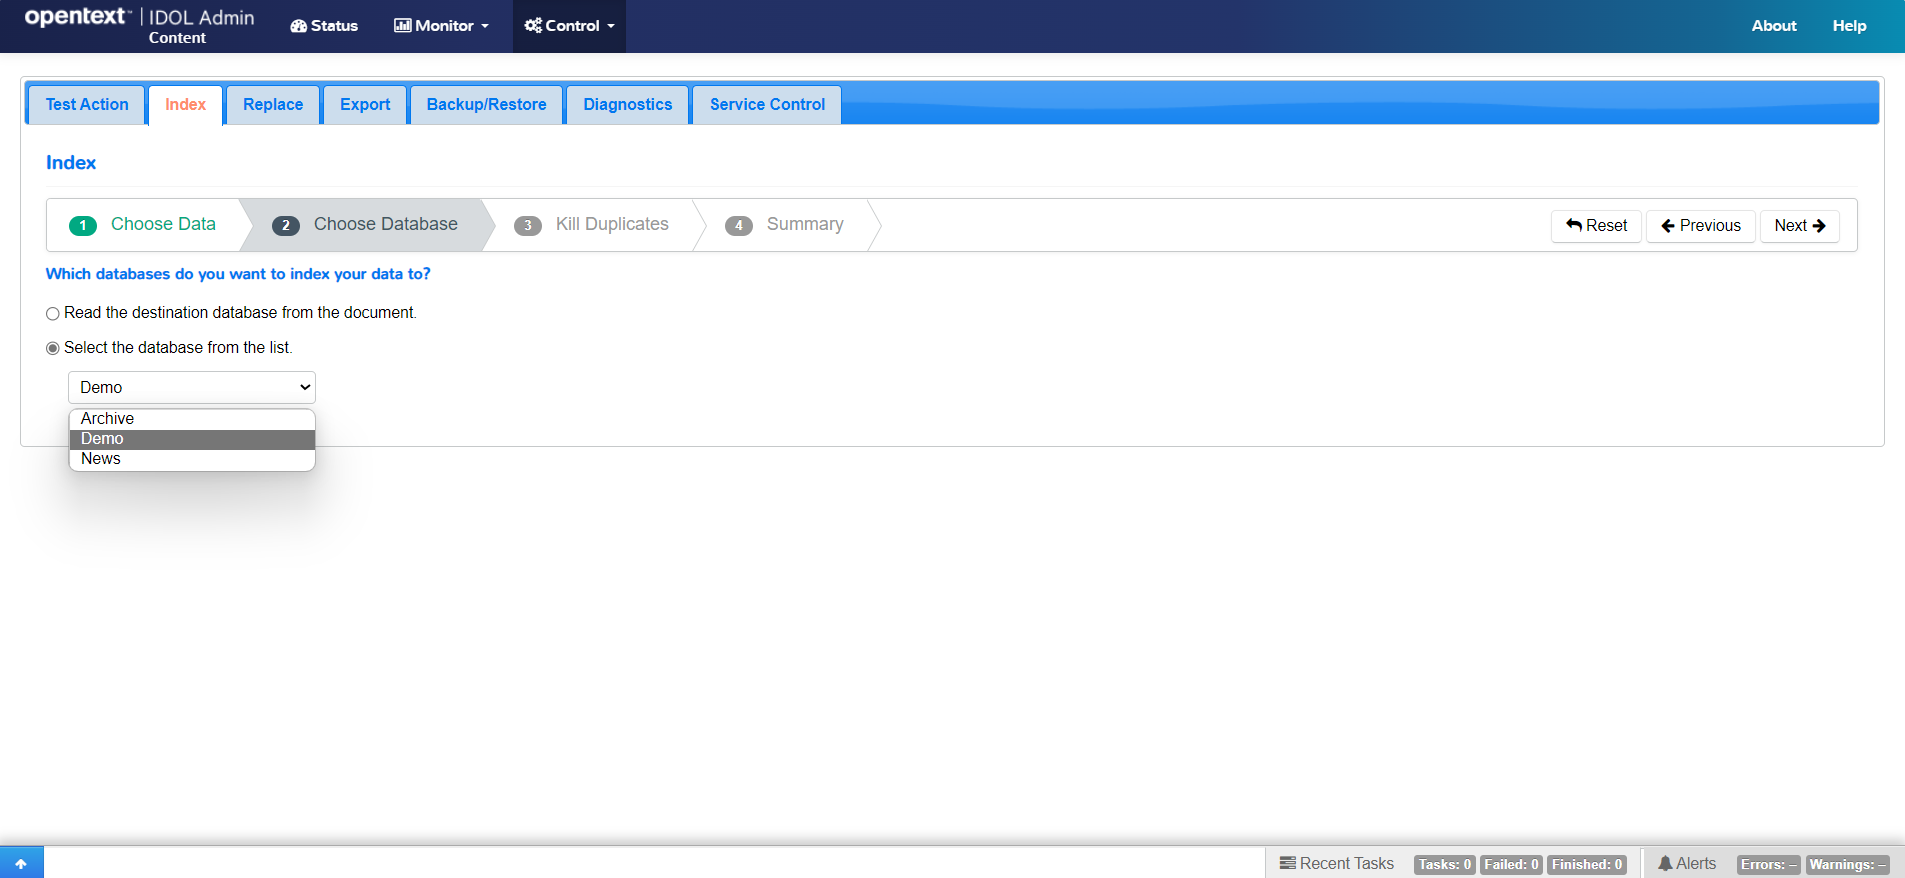 opentext™ | IDOL Admin
Content
Status
Monitor
Control
About
Help
Test Action
Index
Replace
Export
Backup/Restore
Diagnostics
Service Control
Index
1 Choose Data
2 Choose Database
3 Kill Duplicates
4 Summary
Reset
Previous
Next
Which databases do you want to index your data to?
Read the destination database from the document.
Select the database from the list.
Demo
Archive
Demo
News
Recent Tasks
Tasks: 0
Failed: 0
Finished: 0
Alerts
Errors: –
Warnings: –